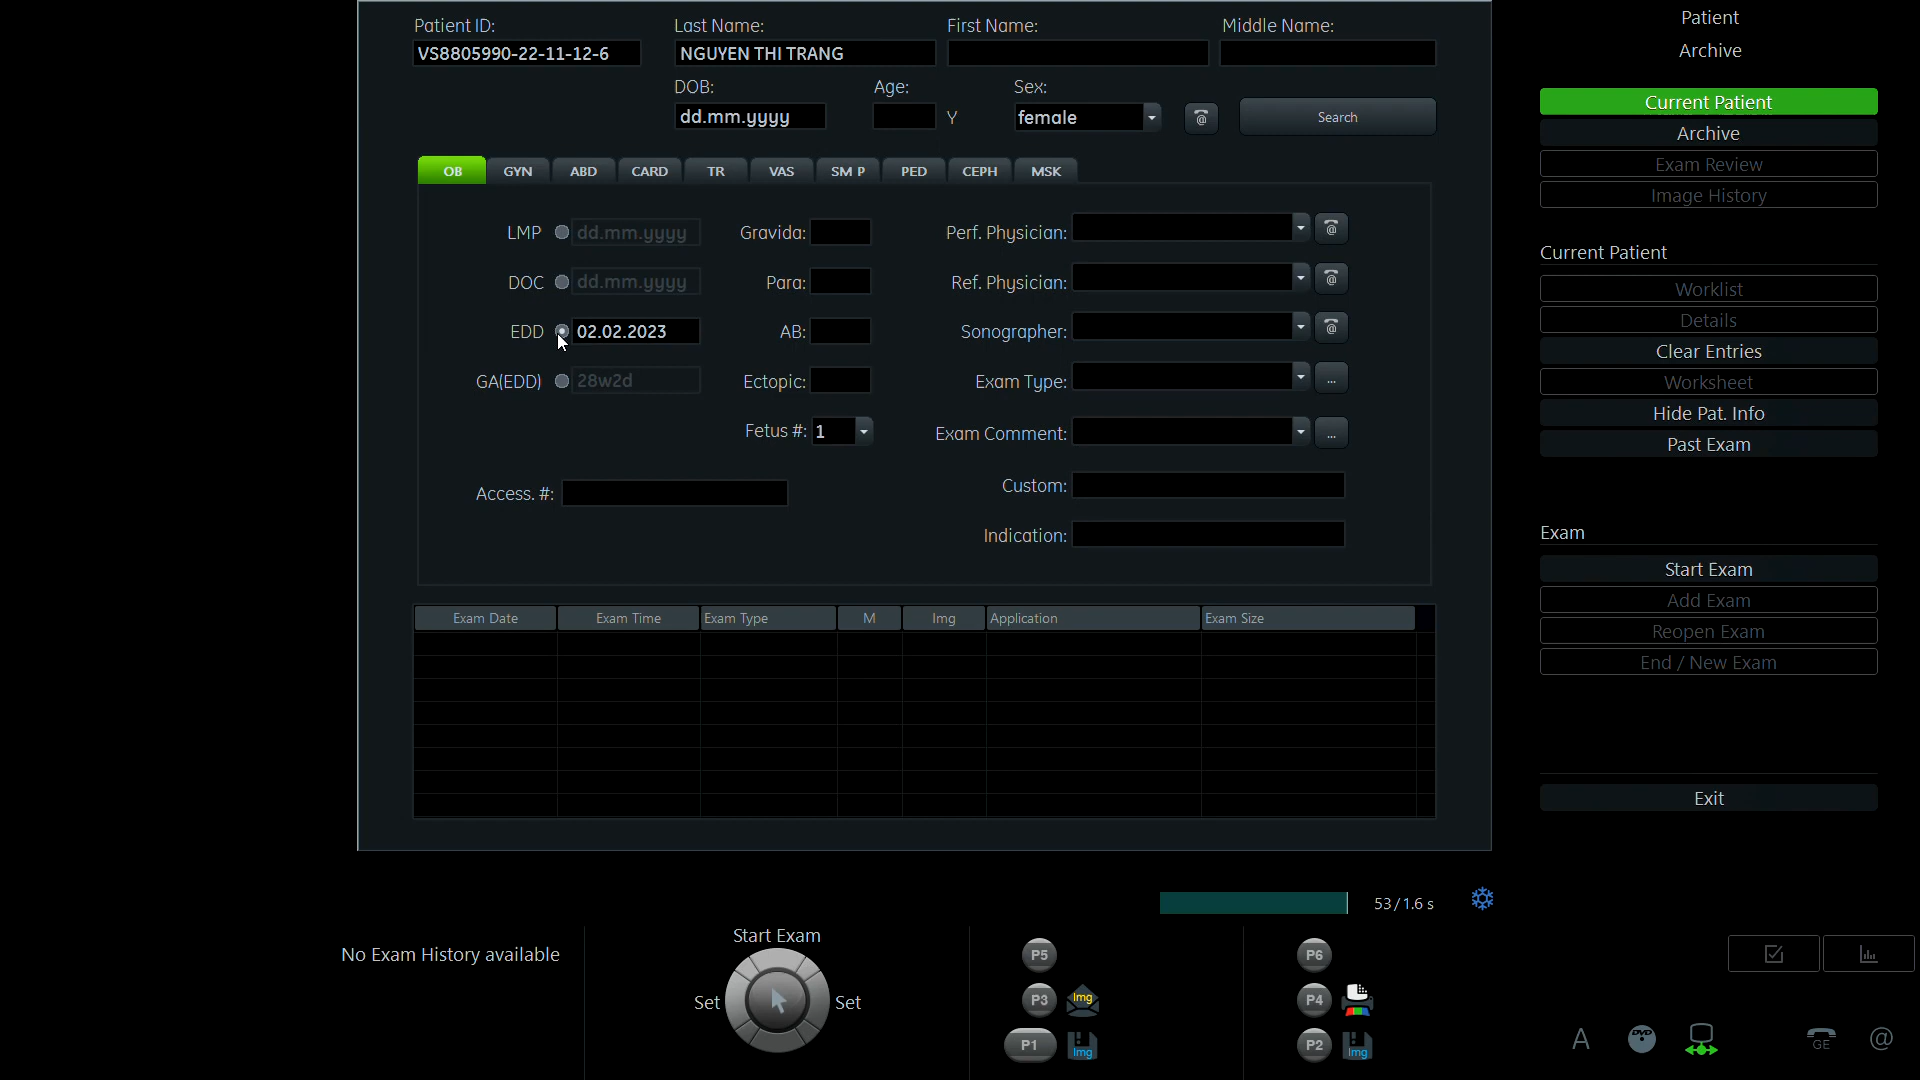 Patient ID: Last Name: First Name: Middle Name:
VS8805990-22-11-12-6 NGUYEN THI TRANG
DOB: Age: Sex:
dd.mm.yyyy Y female @ Search
OB GYN ABD CARD TR VAS SM P PED CEPH MSK
LMP dd.mm.yyyy Gravida: Perf. Physician: @
DOC dd.mm.yyyy Para: Ref. Physician: @
EDD 02.02.2023 AB: Sonographer: @
GA(EDD) 28w2d Ectopic: Exam Type: ...
Fetus #: 1 Exam Comment: ...
Access. #: Custom:
Indication:
Exam Date Exam Time Exam Type M Img Application Exam Size
Patient
Archive
Current Patient
Archive
Exam Review
Image History
Current Patient
Worklist
Details
Clear Entries
Worksheet
Hide Pat. Info
Past Exam
Exam
Start Exam
Add Exam
Reopen Exam
End / New Exam
Exit
53/1.6 s
No Exam History available
Start Exam
Set Set
P5 P6
P3 Img P4
P1 Img P2 Img
A DVD GE @